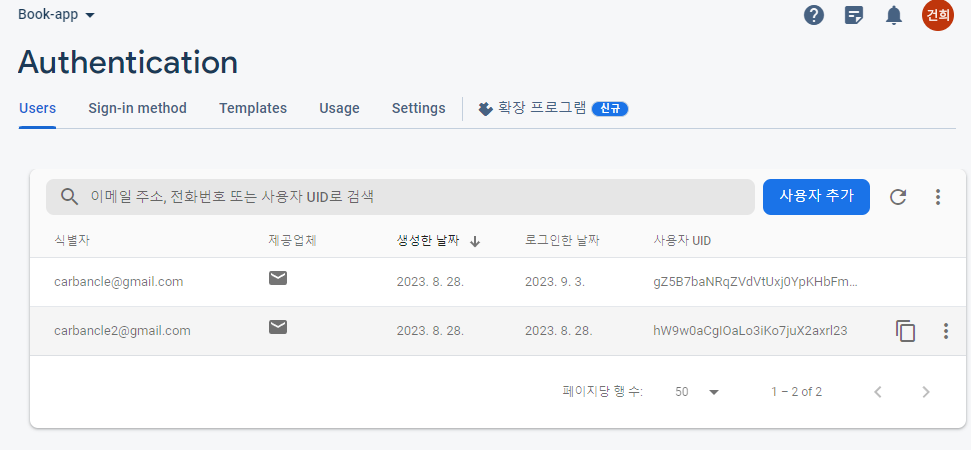 Book-app
건희
Authentication
Users Sign-in method Templates Usage Settings 확장 프로그램 신규
이메일 주소, 전화번호 또는 사용자 UID로 검색 사용자 추가
식별자 제공업체 생성한 날짜 로그인한 날짜 사용자 UID
carbancle@gmail.com 2023. 8. 28. 2023. 9. 3. gZ5B7baNRqZVdVtUxj0YpKHbFm...
carbancle2@gmail.com 2023. 8. 28. 2023. 8. 28. hW9w0aCgIOaLo3iKo7juX2axrl23
페이지당 행 수: 50 1 – 2 of 2